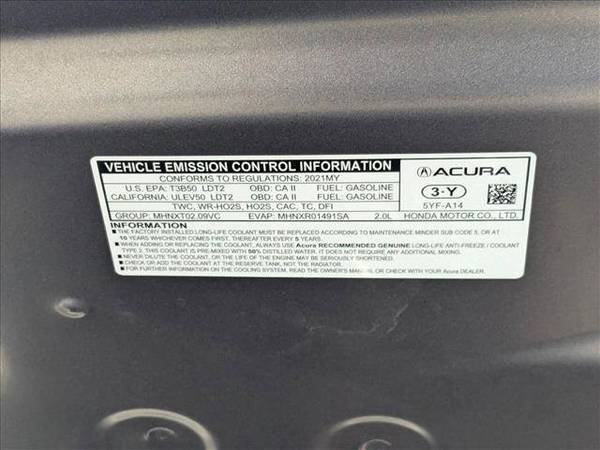 VEHICLE EMISSION CONTROL INFORMATION
CONFORMS TO REGULATIONS: 2021MY
U.S. EPA: T3B50 LDT2 OBD: CA II FUEL: GASOLINE
CALIFORNIA: ULEV50 LDT2 OBD: CA II FUEL: GASOLINE
TWC, WR-HO2S, HO2S, CAC, TC, DFI
GROUP: MHNXT02.09VC EVAP: MHNXR01491SA 2.0L
ACURA
3-Y
5YF-A14
HONDA MOTOR CO., LTD.
INFORMATION
■ THE FACTORY INSTALLED LONG-LIFE COOLANT MUST BE REPLACED ACCORDING TO MAINTENANCE MINDER SUB CODE 5, OR AT
10 YEARS WHICHEVER COMES FIRST. THEREAFTER EVERY 5 YEARS.
■ WHEN ADDING OR REPLACING THE COOLANT, ALWAYS USE Acura RECOMMENDED GENUINE LONG-LIFE ANTIFREEZE / COOLANT
TYPE 2. THIS COOLANT IS PRE-MIXED WITH 50% DISTILLED WATER. IT DOES NOT REQUIRE ANY ADDITIONAL MIXING.
■ NEVER DILUTE THE COOLANT, OR THE LIFE OF THE ENGINE MAY BE SERIOUSLY SHORTENED.
■ CHECK OR ADD THE COOLANT AT THE RESERVE TANK, NOT THE RADIATOR.
■ FOR FURTHER INFORMATION ON THE COOLING SYSTEM, READ THE OWNER'S MANUAL OR CHECK WITH YOUR Acura DEALER.